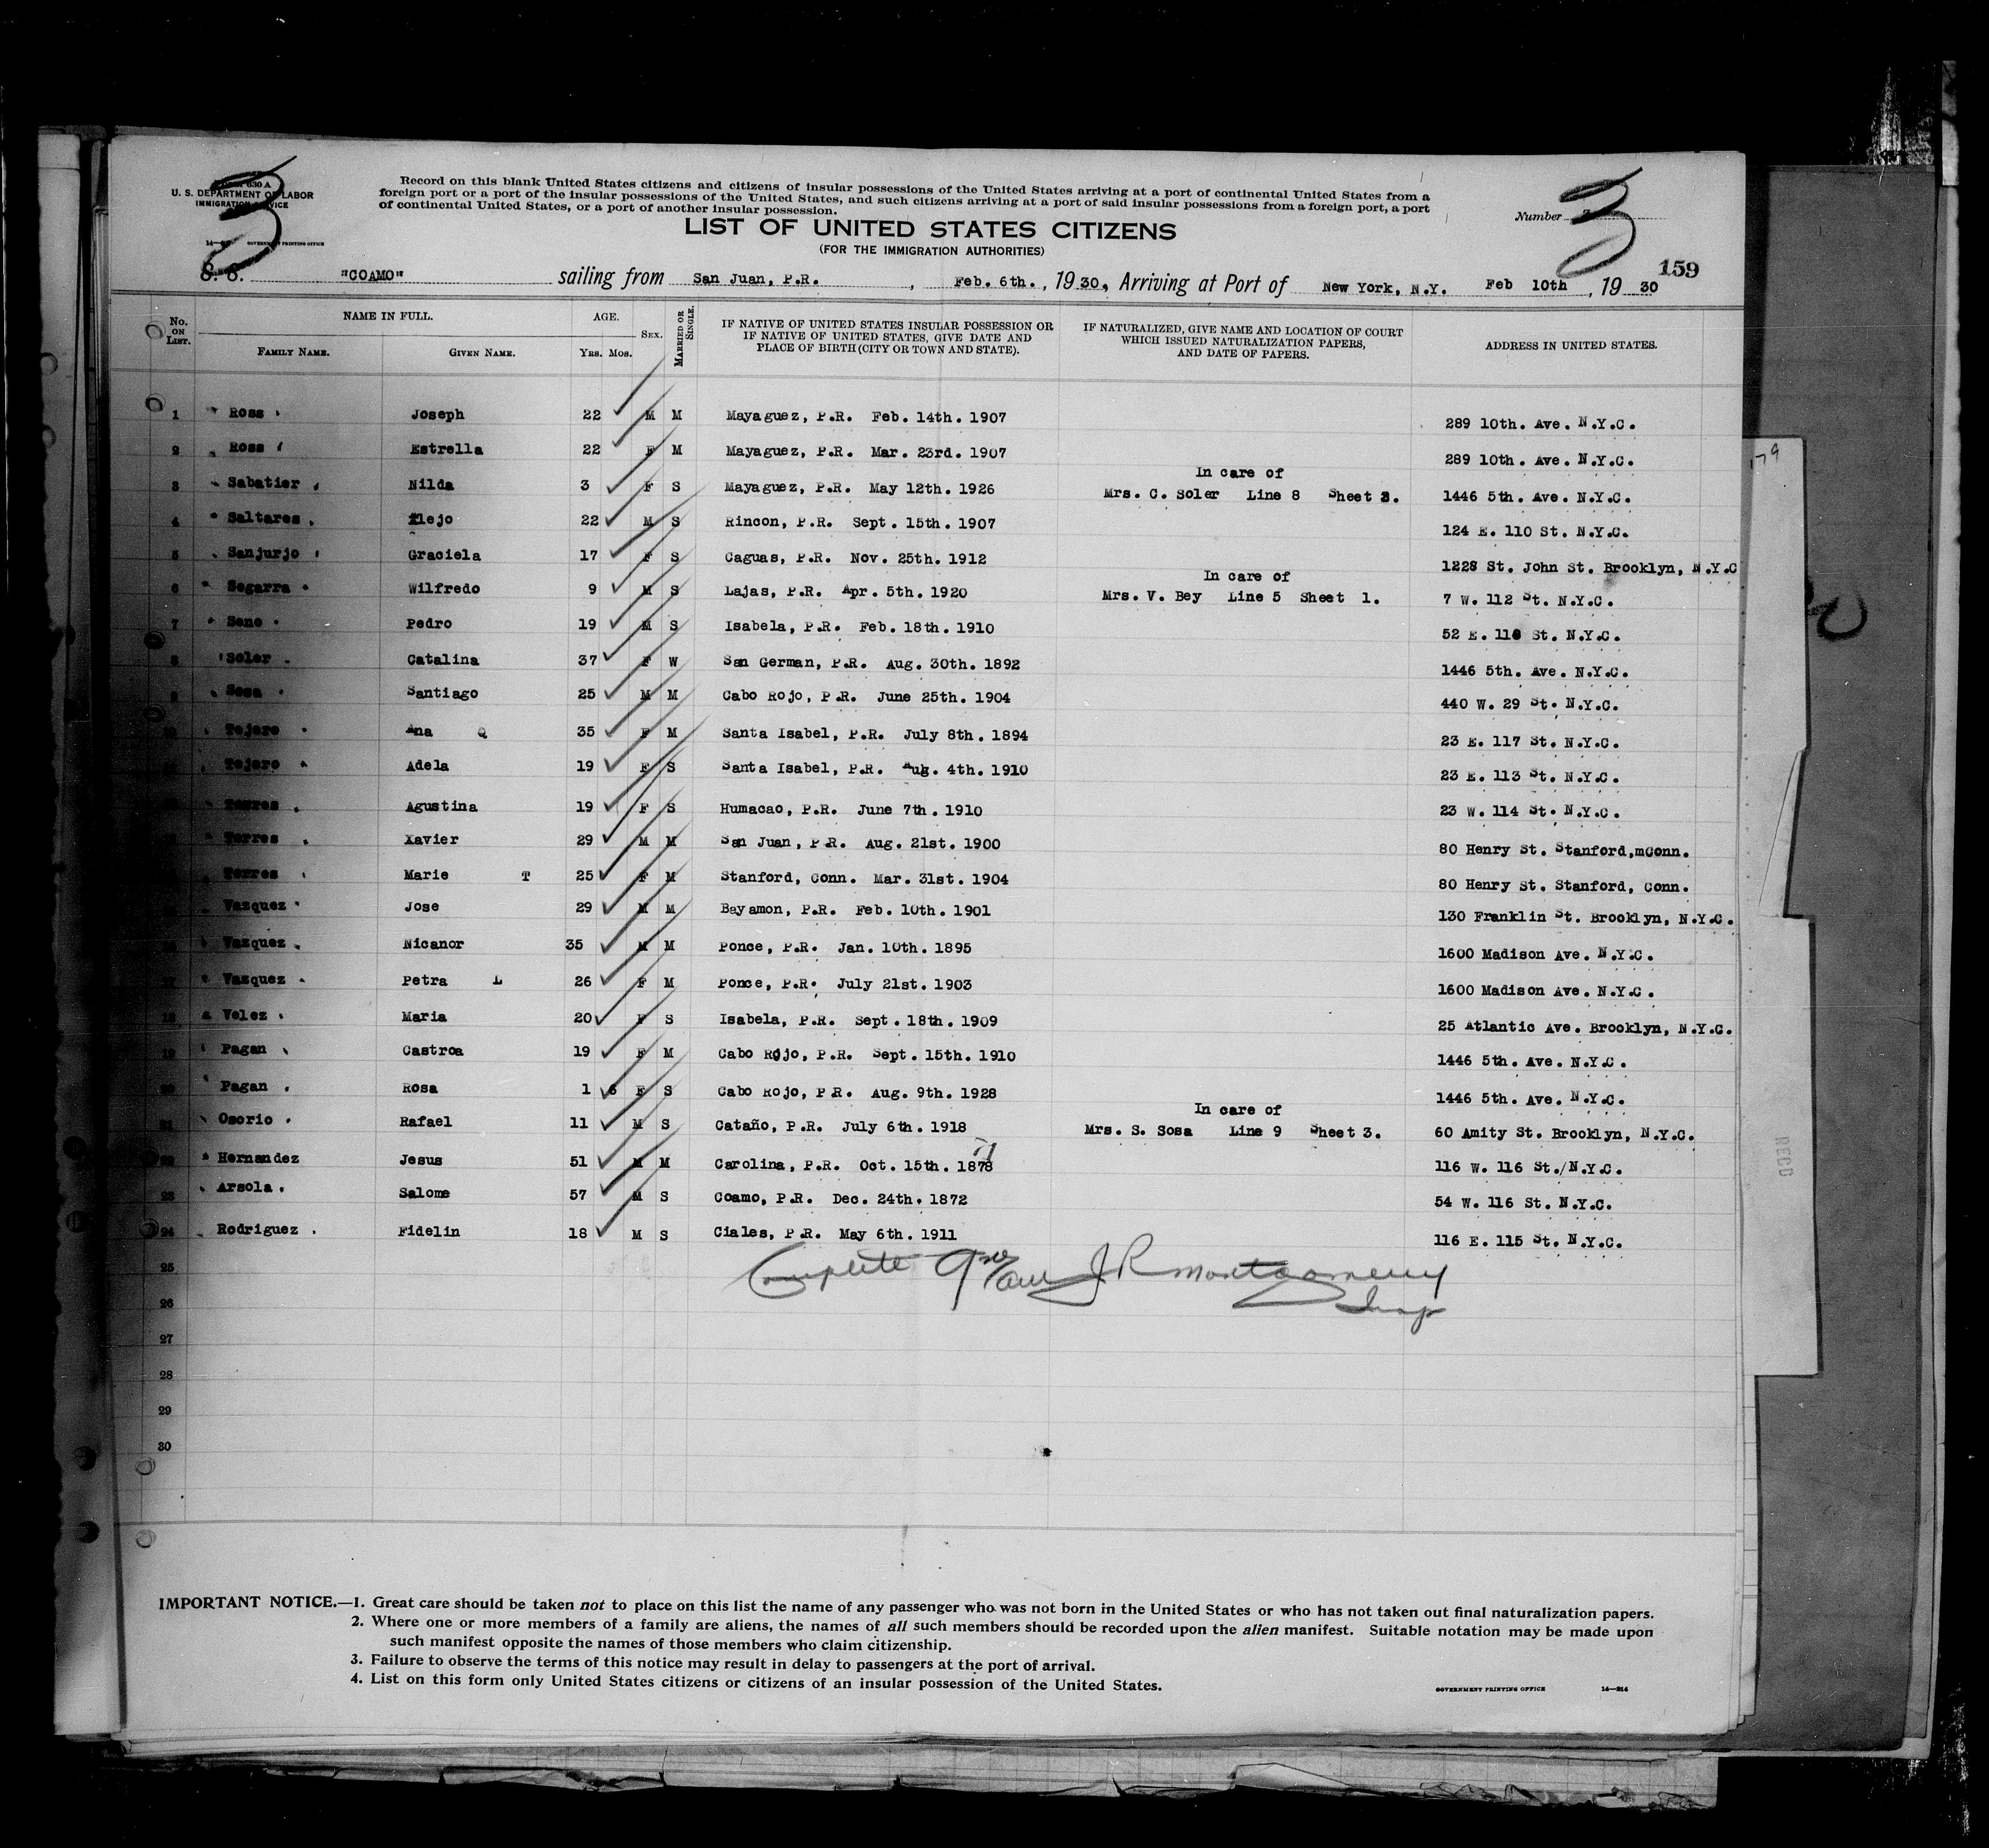 Form 630 A
U. S. DEPARTMENT OF LABOR
IMMIGRATION SERVICE
GOVERNMENT PRINTING OFFICE
3
Record on this blank United States citizens and citizens of insular possessions of the United States arriving at a port of continental United States from a
foreign port or a port of the insular possessions of the United States, and such citizens arriving at a port of said insular possessions from a foreign port, a port
of continental United States, or a port of another insular possession.
Number 3
LIST OF UNITED STATES CITIZENS
(FOR THE IMMIGRATION AUTHORITIES)
159
S. S. "COAMO" sailing from San Juan, P.R. , Feb. 6th. , 1930, Arriving at Port of New York, N.Y. Feb 10th , 19 30
No. ON LIST. NAME IN FULL. FAMILY NAME. GIVEN NAME. AGE. YRS. MOS. SEX. MARRIED OR SINGLE. IF NATIVE OF UNITED STATES INSULAR POSSESSION OR IF NATIVE OF UNITED STATES, GIVE DATE AND PLACE OF BIRTH (CITY OR TOWN AND STATE). IF NATURALIZED, GIVE NAME AND LOCATION OF COURT WHICH ISSUED NATURALIZATION PAPERS, AND DATE OF PAPERS. ADDRESS IN UNITED STATES.
1 Ross Joseph 22 M M Mayaguez, P.R. Feb. 14th. 1907 289 10th. Ave. N.Y.C.
2 Ross Estrella 22 F M Mayaguez, P.R. Mar. 23rd. 1907 289 10th. Ave. N.Y.C.
3 Sabatier Nilda 3 F S Mayaguez, P.R. May 12th. 1926 In care of Mrs. C. Soler Line 8 Sheet 3. 1446 5th. Ave. N.Y.C.
4 Saltares Alejo 22 M S Rincon, P.R. Sept. 15th. 1907 124 E. 110 St. N.Y.C.
5 Sanjurjo Graciela 17 F S Caguas, P.R. Nov. 25th. 1912 1228 St. John St. Brooklyn, N.Y.C
6 Segarra Wilfredo 9 M S Lajas, P.R. Apr. 5th. 1920 In care of Mrs. V. Bey Line 5 Sheet 1. 7 W. 112 St. N.Y.C.
7 Seno Pedro 19 M S Isabela, P.R. Feb. 18th. 1910 52 E. 118 St. N.Y.C.
8 Soler Catalina 37 F W San German, P.R. Aug. 30th. 1892 1446 5th. Ave. N.Y.C.
9 Sosa Santiago 25 M M Cabo Rojo, P.R. June 25th. 1904 440 W. 29 St. N.Y.C.
10 Tejero Ana Q 35 F M Santa Isabel, P.R. July 8th. 1894 23 E. 117 St. N.Y.C.
Tejero Adela 19 F S Santa Isabel, P.R. Aug. 4th. 1910 23 E. 113 St. N.Y.C.
Torres Agustina 19 F S Humacao, P.R. June 7th. 1910 23 W. 114 St. N.Y.C.
Torres Xavier 29 M M San Juan, P.R. Aug. 21st. 1900 80 Henry St. Stanford,mConn.
Torres Marie T 25 F M Stanford, Conn. Mar. 31st. 1904 80 Henry St. Stanford, Conn.
Vazquez Jose 29 M M Bayamon, P.R. Feb. 10th. 1901 130 Franklin St. Brooklyn, N.Y.C.
16 Vazquez Nicanor 35 M M Ponce, P.R. Jan. 10th. 1895 1600 Madison Ave. N.Y.C.
17 Vazquez Petra L 26 F M Ponce, P.R. July 21st. 1903 1600 Madison Ave. N.Y.C.
18 Velez Maria 20 F S Isabela, P.R. Sept. 18th. 1909 25 Atlantic Ave. Brooklyn, N.Y.C.
19 Pagan Castroa 19 F M Cabo Rojo, P.R. Sept. 15th. 1910 1446 5th. Ave. N.Y.C.
20 Pagan Rosa 1 6 F S Cabo Rojo, P.R. Aug. 9th. 1928 1446 5th. Ave. N.Y.C.
21 Osorio Rafael 11 M S Cataño, P.R. July 6th. 1918 In care of Mrs. S. Sosa Line 9 Sheet 3. 60 Amity St. Brooklyn, N.Y.C.
22 Hernandez Jesus 51 M M Carolina, P.R. Oct. 15th. 1878 116 W. 116 St./N.Y.C.
23 Arsola Salome 57 M S Coamo, P.R. Dec. 24th. 1872 54 W. 116 St. N.Y.C.
24 Rodriguez Fidelin 18 M S Ciales, P.R. May 6th. 1911 116 E. 115 St. N.Y.C.
25
Complete J R Montgomery
Insp
26
27
28
29
30
IMPORTANT NOTICE.—1. Great care should be taken not to place on this list the name of any passenger who was not born in the United States or who has not taken out final naturalization papers.
2. Where one or more members of a family are aliens, the names of all such members should be recorded upon the alien manifest. Suitable notation may be made upon
such manifest opposite the names of those members who claim citizenship.
3. Failure to observe the terms of this notice may result in delay to passengers at the port of arrival.
4. List on this form only United States citizens or citizens of an insular possession of the United States.
GOVERNMENT PRINTING OFFICE 14—214
RECD